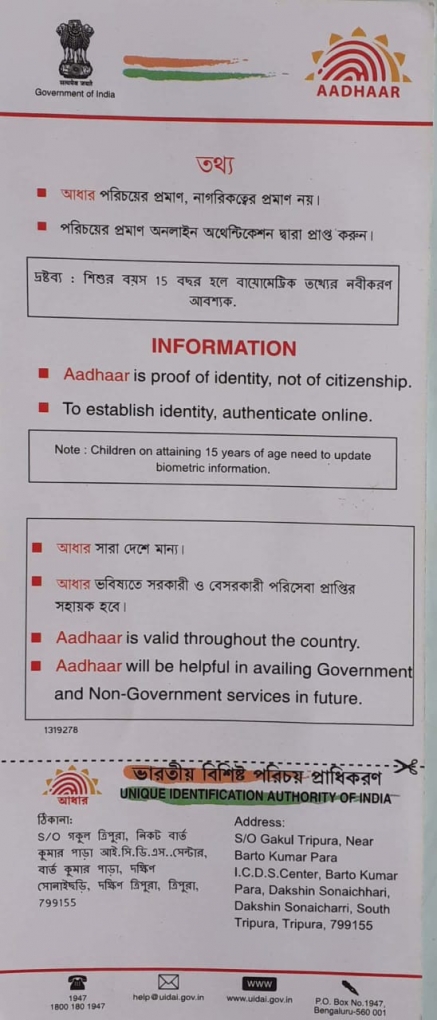 सत्यमेव जयते
Government of India
AADHAAR
তথ্য
আধার পরিচয়ের প্রমাণ, নাগরিকত্বের প্রমাণ নয়।
পরিচয়ের প্রমাণ অনলাইন অথেন্টিকেশন দ্বারা প্রাপ্ত করুন।
দ্রষ্টব্য : শিশুর বয়স 15 বছর হলে বায়োমেট্রিক তথ্যের নবীকরণ
আবশ্যক.
INFORMATION
Aadhaar is proof of identity, not of citizenship.
To establish identity, authenticate online.
Note : Children on attaining 15 years of age need to update
biometric information.
আধার সারা দেশে মান্য।
আধার ভবিষ্যতে সরকারী ও বেসরকারী পরিসেবা প্রাপ্তির
সহায়ক হবে।
Aadhaar is valid throughout the country.
Aadhaar will be helpful in availing Government
and Non-Government services in future.
1319278
ভারতীয় বিশিষ্ট পরিচয় প্রাধিকরণ
UNIQUE IDENTIFICATION AUTHORITY OF INDIA
আধার
ঠিকানা:
S/O গকুল ত্রিপুরা, নিকট বার্ত
কুমার পাড়া আই.সি.ডি.এস..সেন্টার,
বার্ত কুমার পাড়া, দক্ষিণ
সোনাইছড়ি, দক্ষিণ ত্রিপুরা, ত্রিপুরা,
799155
Address:
S/O Gakul Tripura, Near
Barto Kumar Para
I.C.D.S.Center, Barto Kumar
Para, Dakshin Sonaichhari,
Dakshin Sonaicharri, South
Tripura, Tripura, 799155
1947
1800 180 1947
help@uidai.gov.in
www
www.uidai.gov.in
P.O. Box No.1947,
Bengaluru-560 001